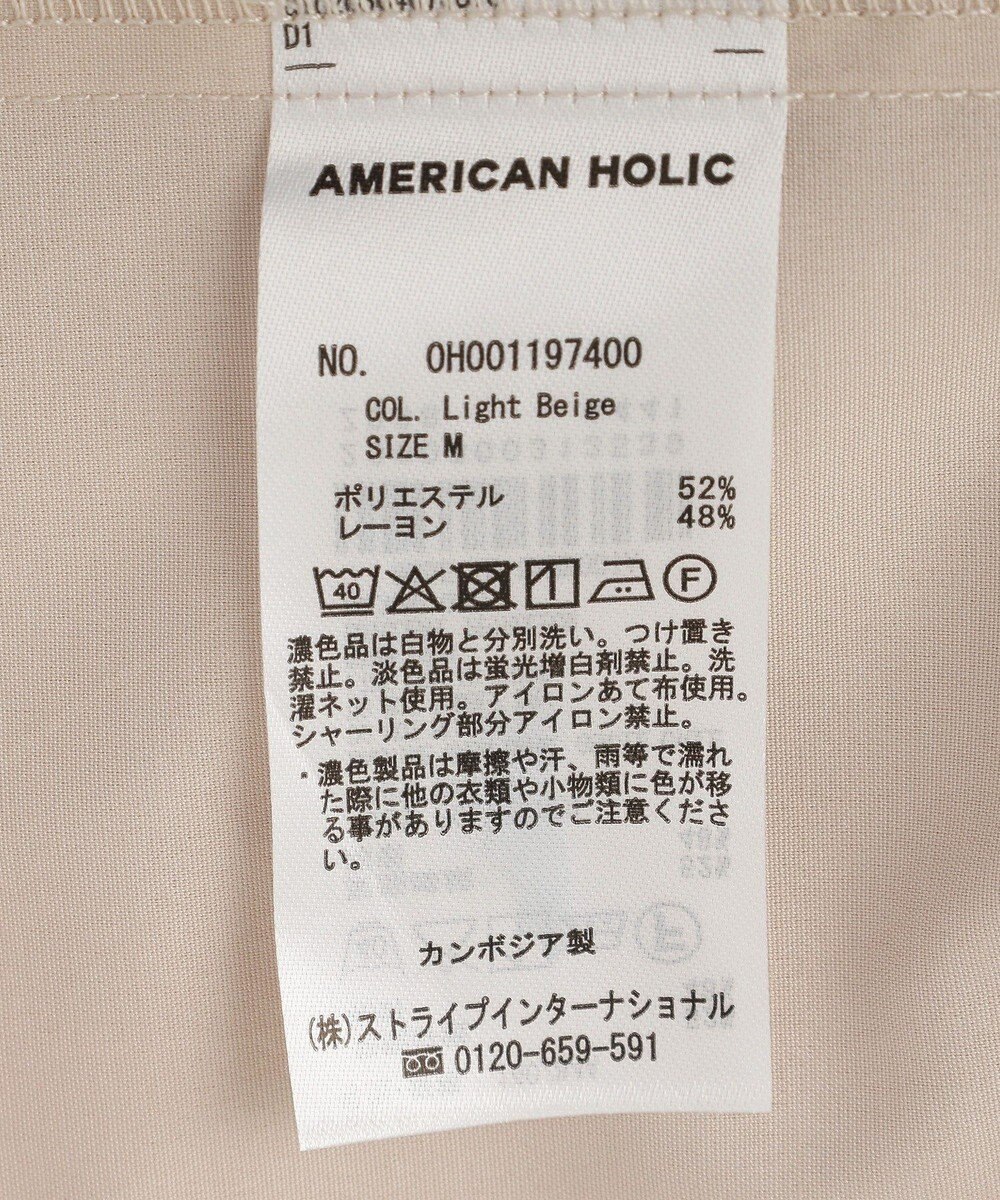 D1
AMERICAN HOLIC
NO. 0H001197400
COL. Light Beige
SIZE M
ポリエステル 52%
レーヨン 48%
40 F
濃色品は白物と分別洗い。つけ置き
禁止。淡色品は蛍光増白剤禁止。洗
濯ネット使用。アイロンあて布使用。
シャーリング部分アイロン禁止。
・濃色製品は摩擦や汗、雨等で濡れ
た際に他の衣類や小物類に色が移
る事がありますのでご注意くださ
い。
カンボジア製
(株)ストライプインターナショナル
0120-659-591